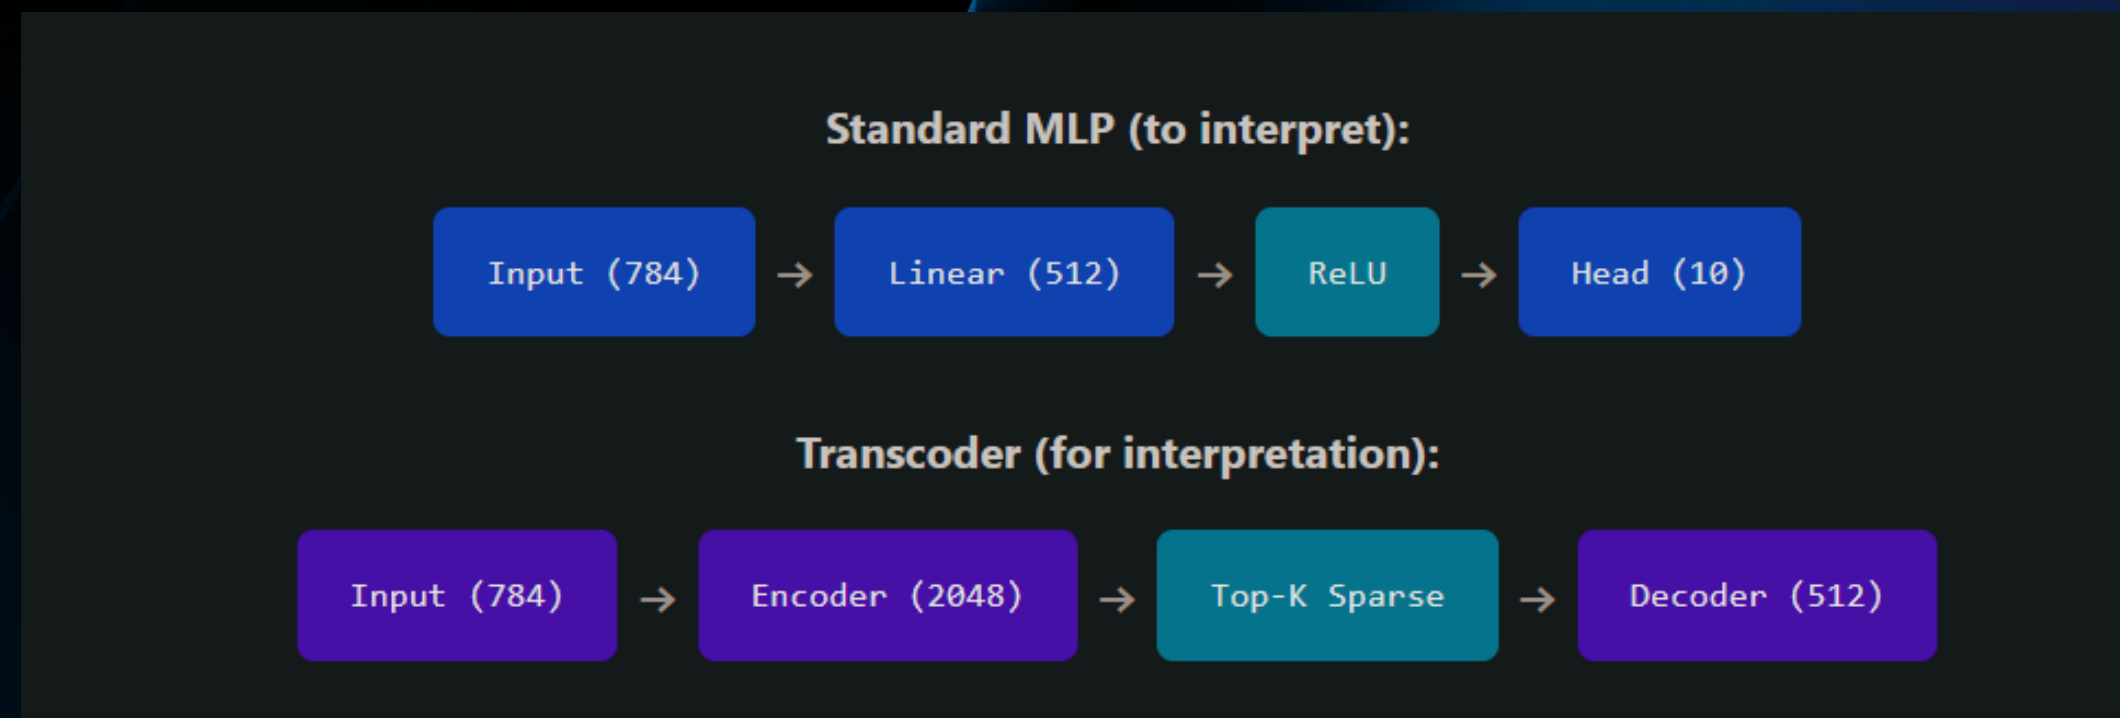 Standard MLP (to interpret):
Input (784) → Linear (512) → ReLU → Head (10)
Transcoder (for interpretation):
Input (784) → Encoder (2048) → Top-K Sparse → Decoder (512)